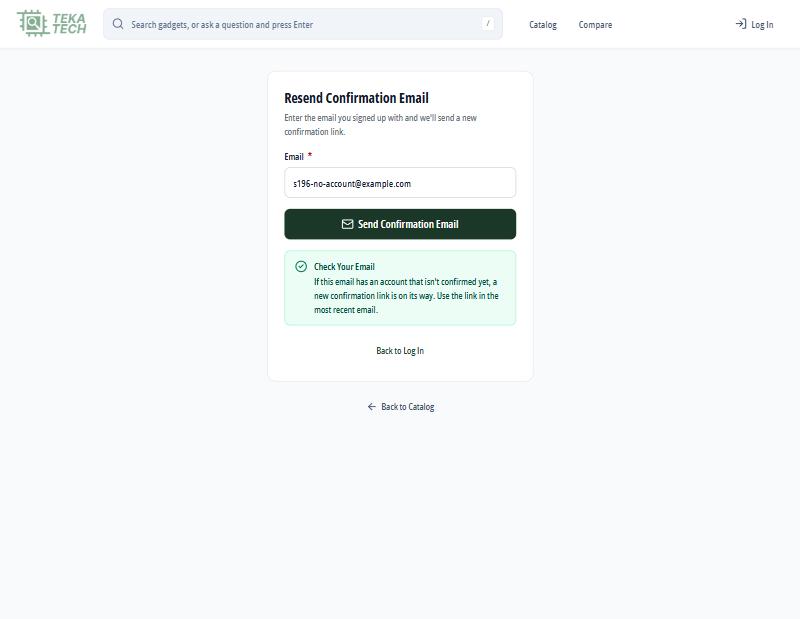 TEKA
TECH
Search gadgets, or ask a question and press Enter
/
Catalog
Compare
Log In
Resend Confirmation Email
Enter the email you signed up with and we'll send a new
confirmation link.
Email *
s196-no-account@example.com
Send Confirmation Email
Check Your Email
If this email has an account that isn't confirmed yet, a
new confirmation link is on its way. Use the link in the
most recent email.
Back to Log In
Back to Catalog